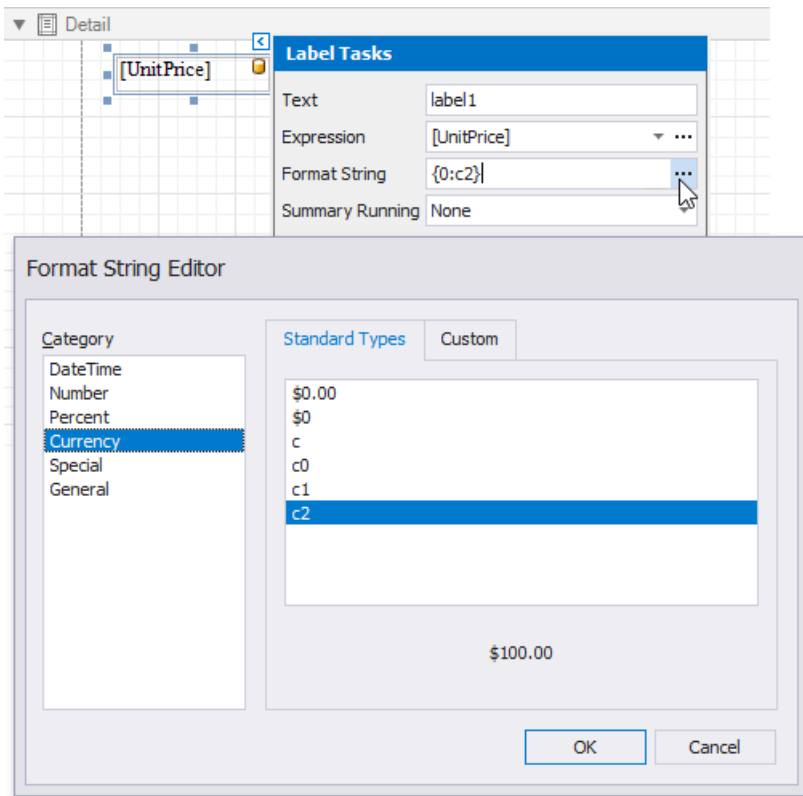 Detail
[UnitPrice]
Label Tasks
Text label1
Expression [UnitPrice]
Format String {0:c2}
Summary Running None
Format String Editor
Category
DateTime
Number
Percent
Currency
Special
General
Standard Types Custom
$0.00
$0
c
c0
c1
c2
$100.00
OK Cancel